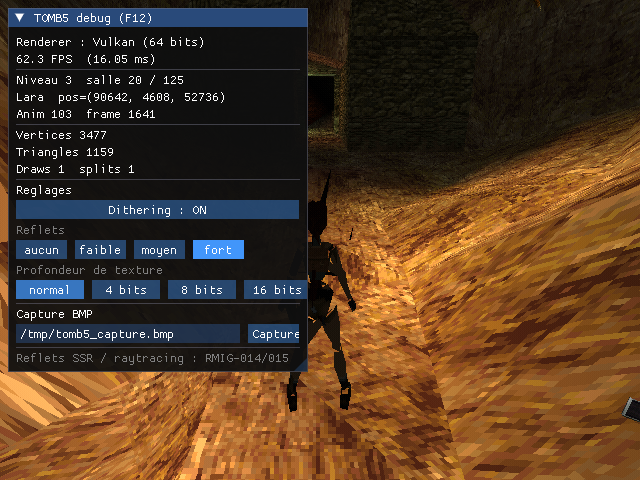 TOMB5 debug (F12)
Renderer : Vulkan (64 bits)
62.3 FPS (16.05 ms)
Niveau 3 salle 20 / 125
Lara pos=(90642, 4608, 52736)
Anim 103 frame 1641
Vertices 3477
Triangles 1159
Draws 1 splits 1
Reglages
Dithering : ON
Reflets
aucun faible moyen fort
Profondeur de texture
normal 4 bits 8 bits 16 bits
Capture BMP
/tmp/tomb5_capture.bmp Capture
Reflets SSR / raytracing : RMIG-014/015